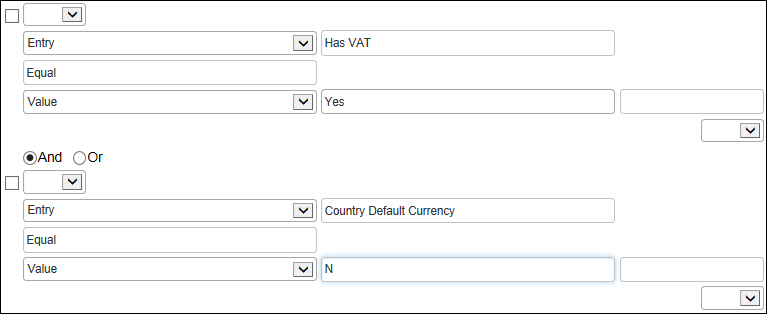 Entry Has VAT
Equal
Value Yes
And Or
Entry Country Default Currency
Equal
Value N